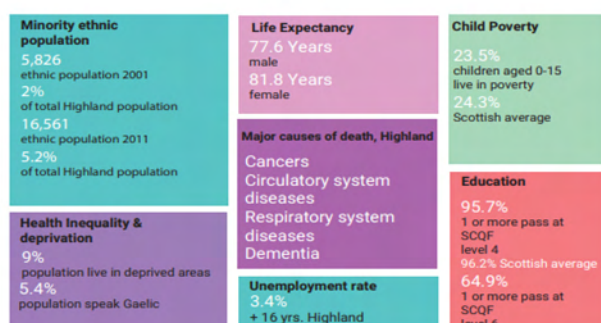 Minority ethnic
population
5,826
ethnic population 2001
2%
of total Highland population
16,561
ethnic population 2011
5.2%
of total Highland population
Health Inequality &
deprivation
9%
population live in deprived areas
5.4%
population speak Gaelic
Life Expectancy
77.6 Years
male
81.8 Years
female
Major causes of death, Highland
Cancers
Circulatory system
diseases
Respiratory system
diseases
Dementia
Unemployment rate
3.4%
+ 16 yrs. Highland
Child Poverty
23.5%
children aged 0-15
live in poverty
24.3%
Scottish average
Education
95.7%
1 or more pass at
SCQF
level 4
96.2% Scottish average
64.9%
1 or more pass at
SCQF